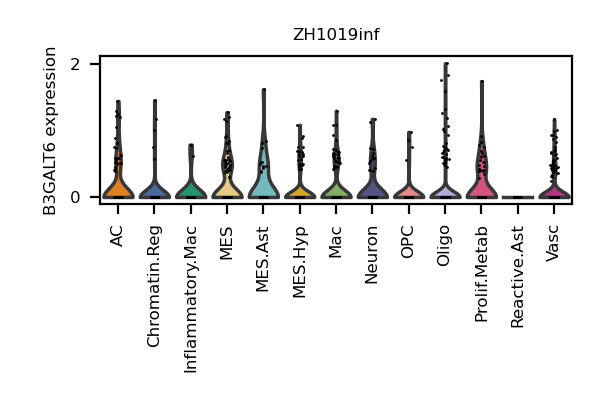 ZH1019inf
B3GALT6 expression
2
0
AC
Chromatin.Reg
Inflammatory.Mac
MES
MES.Ast
MES.Hyp
Mac
Neuron
OPC
Oligo
Prolif.Metab
Reactive.Ast
Vasc